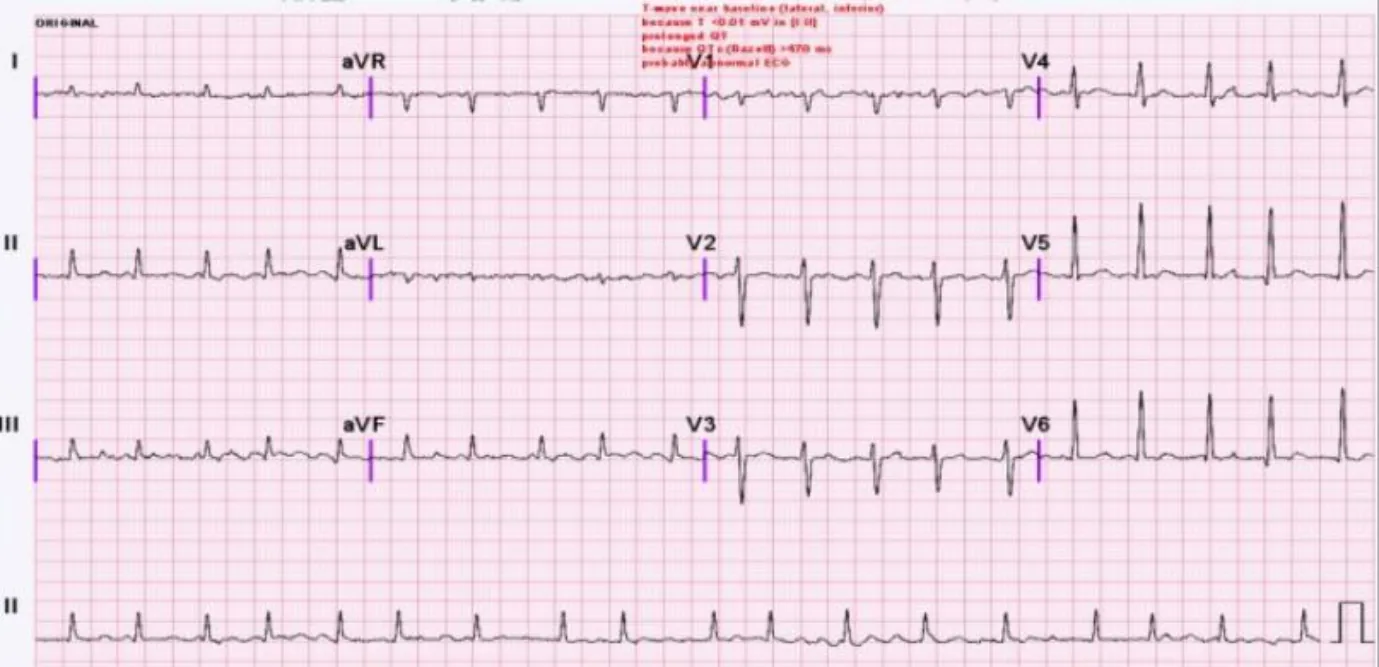 T-wave near baseline (lateral, inferior)
because T <0.01 mV in [I II]
ORIGINAL
prolonged QT
because QTc(Bazett) >470 ms
probably abnormal ECG
I aVR V1 V4
II aVL V2 V5
III aVF V3 V6
II